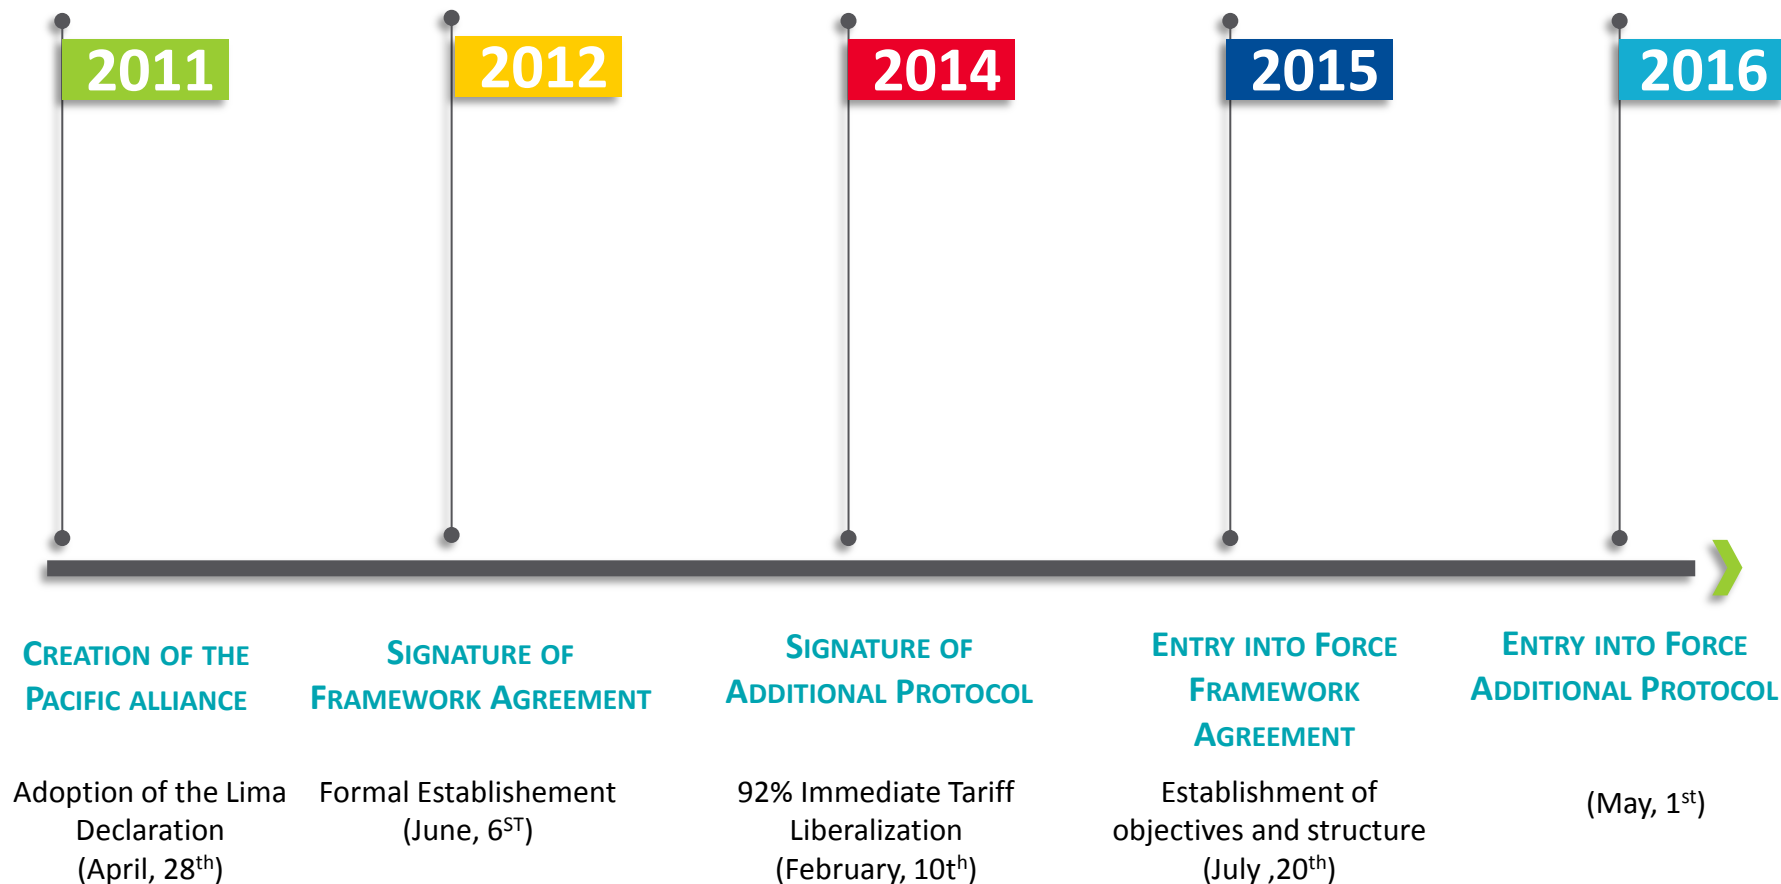 2011
2012
2014
2015
2016
CREATION OF THE
PACIFIC ALLIANCE
Adoption of the Lima
Declaration
(April, 28th)
SIGNATURE OF
FRAMEWORK AGREEMENT
Formal Establishement
(June, 6ST)
SIGNATURE OF
ADDITIONAL PROTOCOL
92% Immediate Tariff
Liberalization
(February, 10th)
ENTRY INTO FORCE
FRAMEWORK
AGREEMENT
Establishment of
objectives and structure
(July ,20th)
ENTRY INTO FORCE
ADDITIONAL PROTOCOL
(May, 1st)